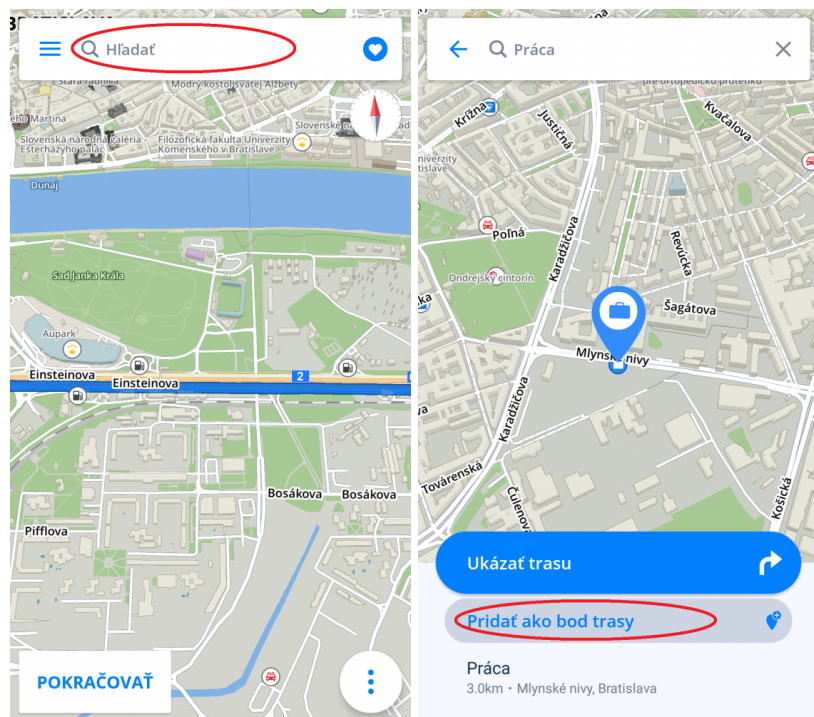 Hľadať
Stará radnica
Modrý kostol svätej Alžbety
Martina
Slovenská národná galéria -
Esterházyho palác
Filozofická fakulta Univerzity
Komenského v Bratislave
Dunaj
Sad Janka Kráľa
Aupark
Einsteinova
Einsteinova
2
Bosákova
Bosákova
Pifflova
POKRAČOVAŤ
Práca
pre ortopedickú protetiku
Krížna
Justičná
Kvačalova
Poľná
Karadžičova
Revúcka
Ondrejský cintorín
Šagátova
Mlynské nivy
Karadžičova
Továrenská
Čulenova
Košická
Ukázať trasu
Pridať ako bod trasy
Práca
3.0km • Mlynské nivy, Bratislava